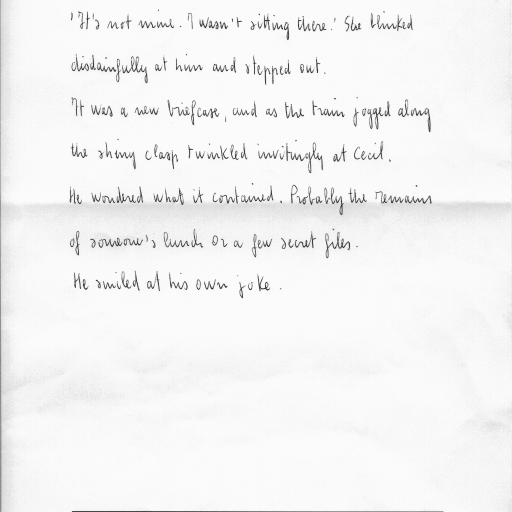 'It's not mine. I wasn't sitting there.' She blinked
disdainfully at him and stepped out.
It was a new briefcase, and as the train jogged along
the shiny clasp twinkled invitingly at Cecil.
He wondered what it contained. Probably the remains
of someone's lunch or a few secret files.
He smiled at his own joke.